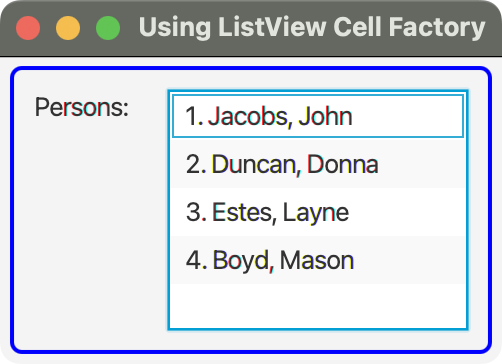 Using ListView Cell Factory
Persons:
1. Jacobs, John
2. Duncan, Donna
3. Estes, Layne
4. Boyd, Mason